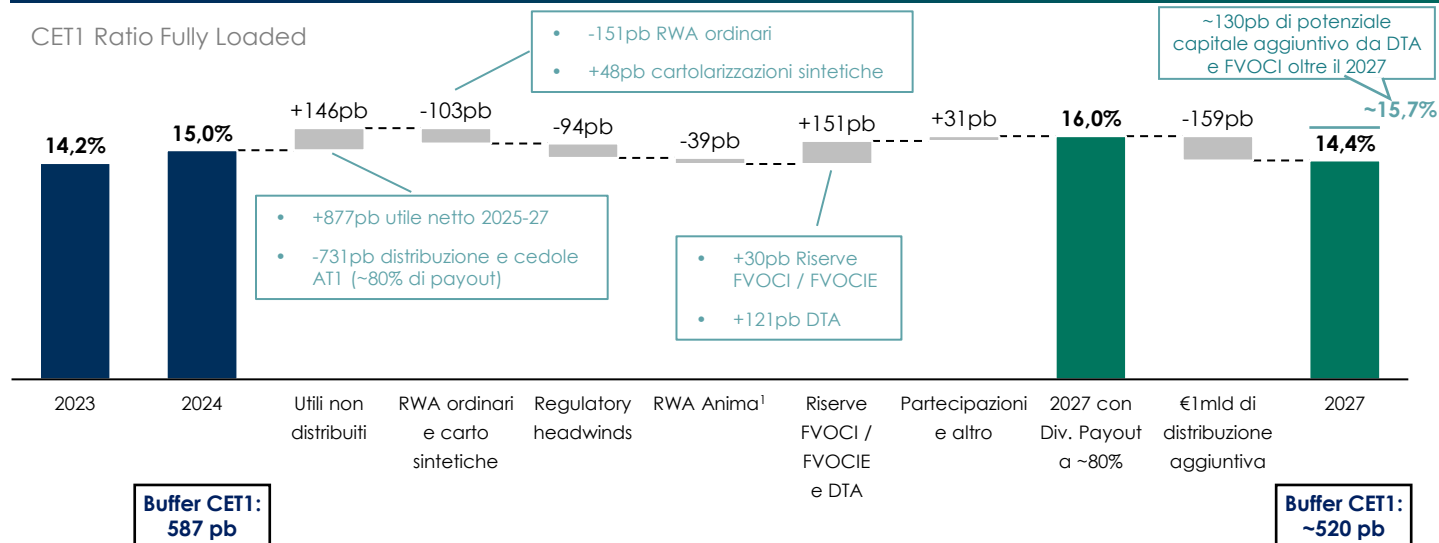 CET1 Ratio Fully Loaded
• -151pb RWA ordinari
• +48pb cartolarizzazioni sintetiche
~130pb di potenziale
capitale aggiuntivo da DTA
e FVOCI oltre il 2027
14,2%
15,0%
+146pb
-103pb
-94pb
-39pb
+151pb
+31pb
16,0%
-159pb
~15,7%
14,4%
• +877pb utile netto 2025-27
• -731pb distribuzione e cedole
AT1 (~80% di payout)
• +30pb Riserve
FVOCI / FVOCIE
• +121pb DTA
2023
2024
Utili non
distribuiti
RWA ordinari
e carto
sintetiche
Regulatory
headwinds
RWA Anima¹
Riserve
FVOCI /
FVOCIE
e DTA
Partecipazioni
e altro
2027 con
Div. Payout
a ~80%
€1mld di
distribuzione
aggiuntiva
2027
Buffer CET1:
587 pb
Buffer CET1:
~520 pb